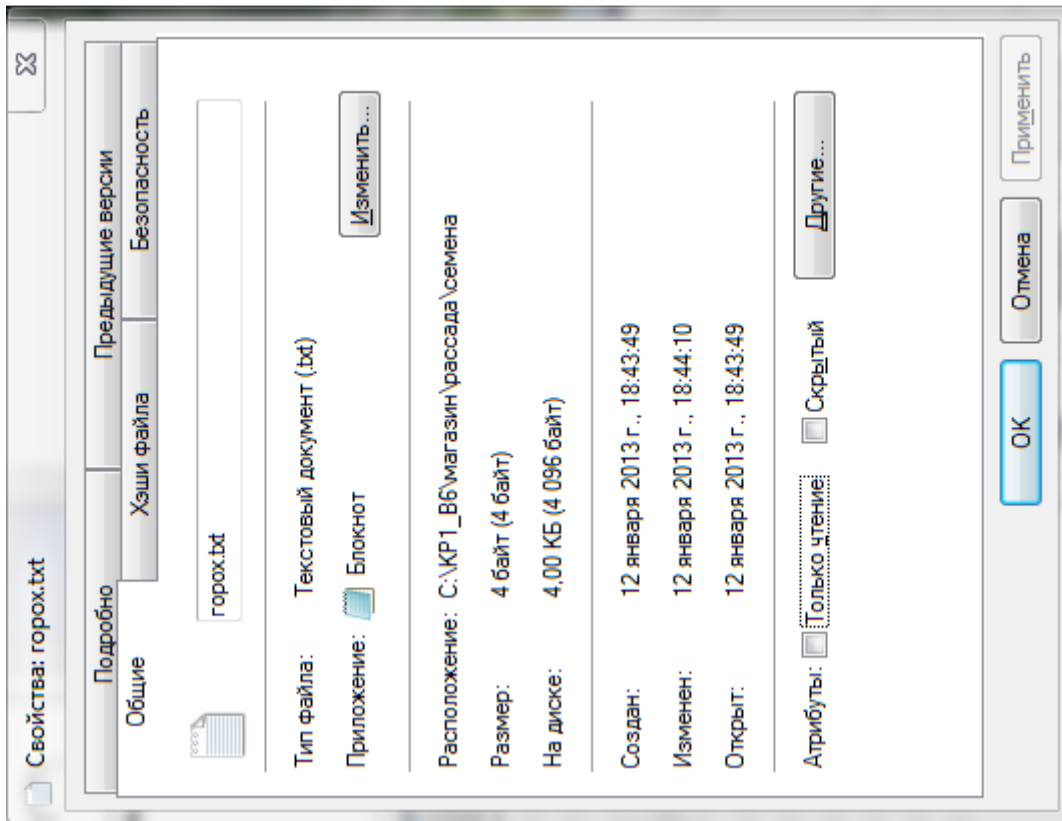 Свойства: горох.txt
Подробно Предыдущие версии
Общие Хэши файла Безопасность
горох.txt
Тип файла: Текстовый документ (.txt)
Приложение: Блокнот Изменить...
Расположение: C:\КР1_В6\магазин\рассада\семена
Размер: 4 байт (4 байт)
На диске: 4,00 КБ (4 096 байт)
Создан: 12 января 2013 г., 18:43:49
Изменен: 12 января 2013 г., 18:44:10
Открыт: 12 января 2013 г., 18:43:49
Атрибуты: Только чтение Скрытый Другие...
ОК Отмена Применить